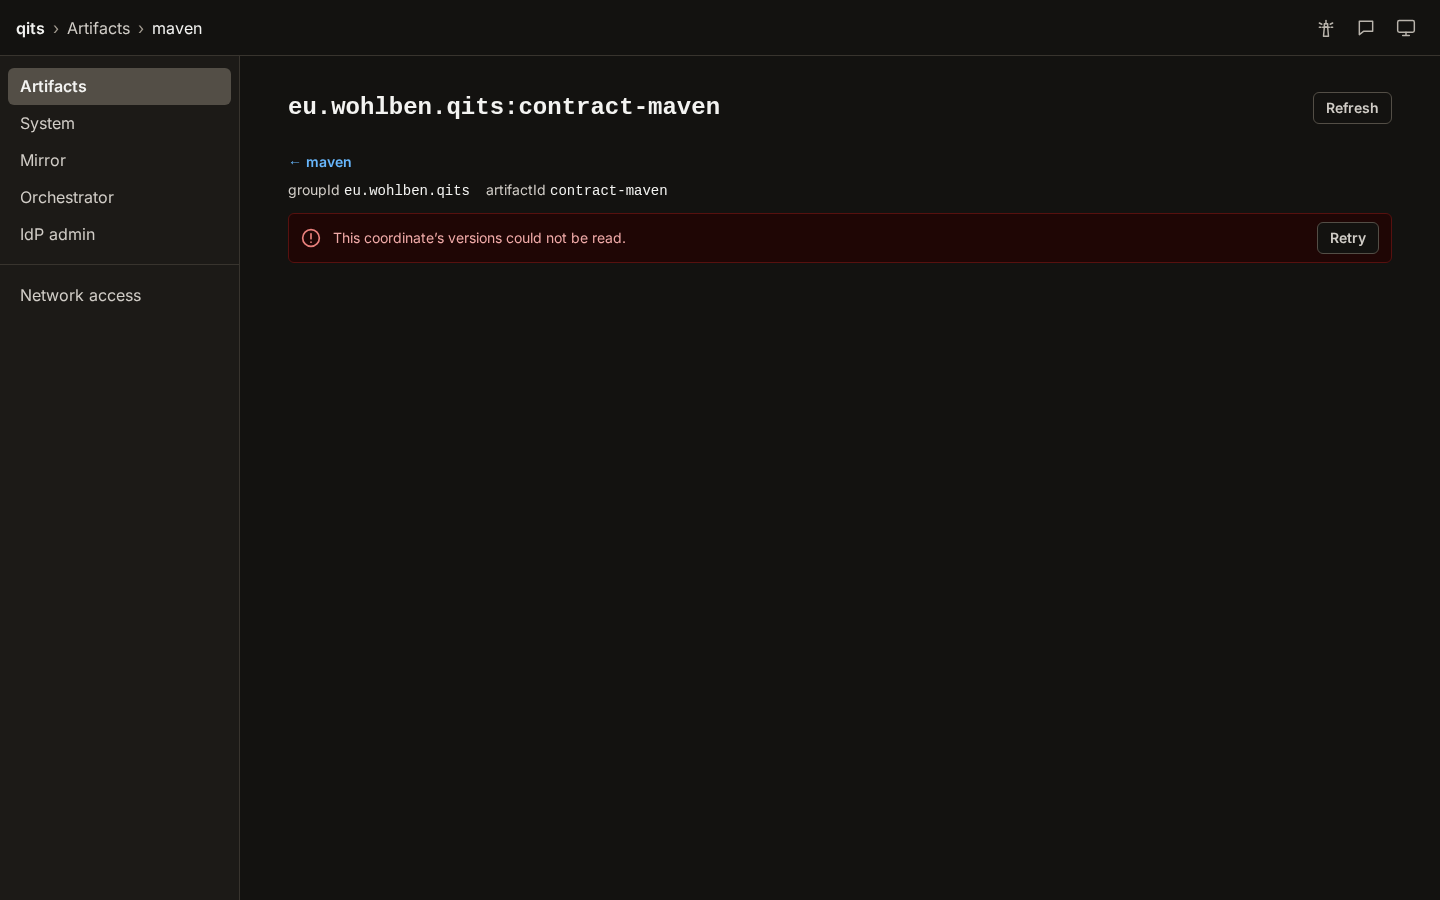 qits › Artifacts › maven
Artifacts
System
Mirror
Orchestrator
IdP admin
Network access
eu.wohlben.qits:contract-maven
Refresh
← maven
groupId eu.wohlben.qits artifactId contract-maven
This coordinate’s versions could not be read.
Retry